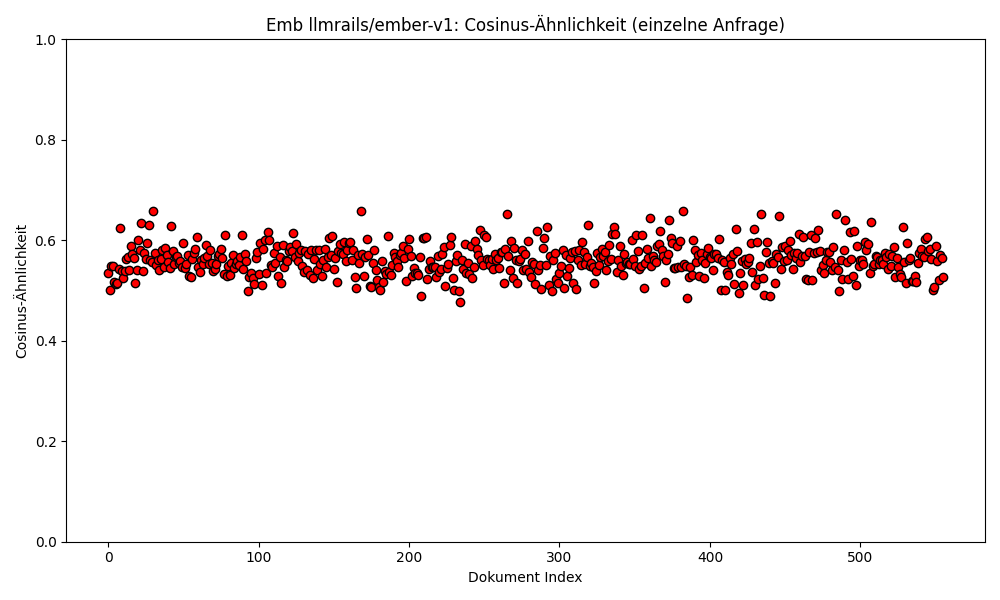 Emb llmrails/ember-v1: Cosinus-Ähnlichkeit (einzelne Anfrage)
1.0
0.8
0.6
0.4
0.2
0.0
Cosinus-Ähnlichkeit
0 100 200 300 400 500
Dokument Index